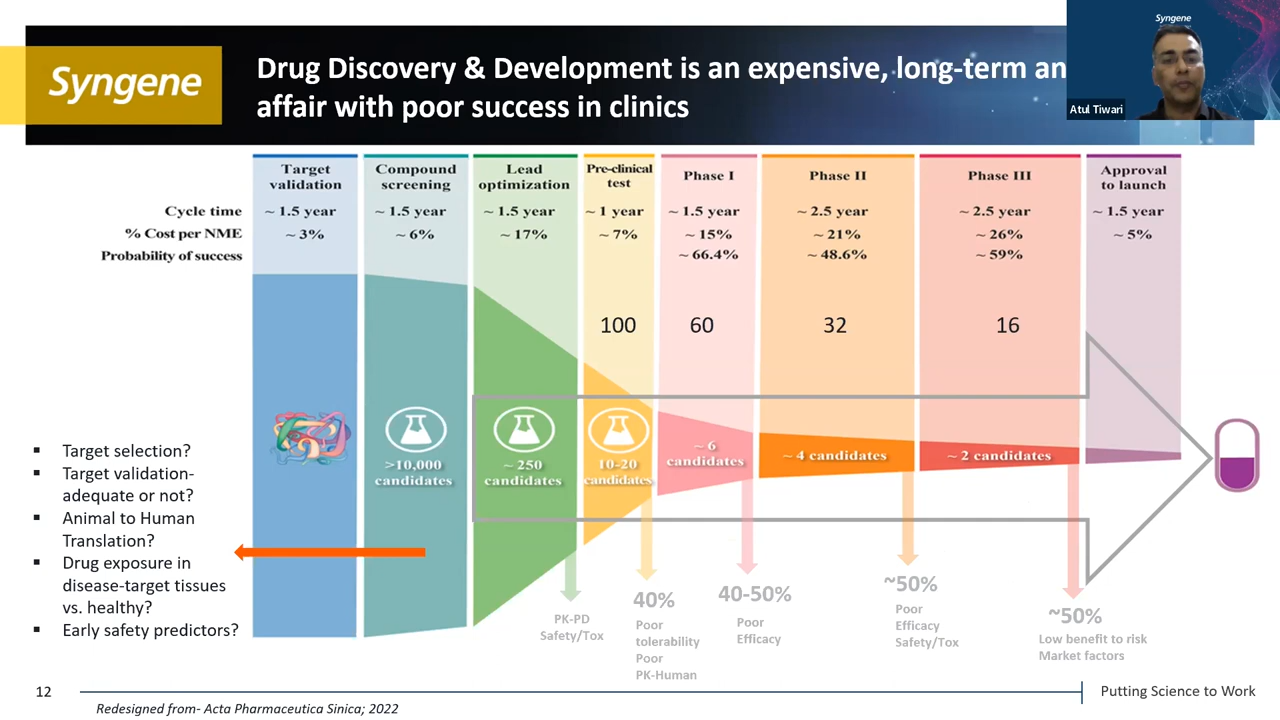 Syngene
Drug Discovery & Development is an expensive, long-term an
affair with poor success in clinics
Syngene
Atul Tiwari
Target
validation
Compound
screening
Lead
optimization
Pre-clinical
test
Phase I
Phase II
Phase III
Approval
to launch
Cycle time
~ 1.5 year
~ 1.5 year
~ 1.5 year
~ 1 year
~ 1.5 year
~ 2.5 year
~ 2.5 year
~ 1.5 year
% Cost per NME
~ 3%
~ 6%
~ 17%
~ 7%
~ 15%
~ 21%
~ 26%
~ 5%
Probability of success
~ 66.4%
~ 48.6%
~ 59%
100
60
32
16
>10,000
candidates
~ 250
candidates
10-20
candidates
~ 6
candidates
~ 4 candidates
~ 2 candidates
▪ Target selection?
▪ Target validation-
adequate or not?
▪ Animal to Human
Translation?
▪ Drug exposure in
disease-target tissues
vs. healthy?
▪ Early safety predictors?
PK-PD
Safety/Tox
40%
Poor
tolerability
Poor
PK-Human
40-50%
Poor
Efficacy
~50%
Poor
Efficacy
Safety/Tox
~50%
Low benefit to risk
Market factors
12
Redesigned from- Acta Pharmaceutica Sinica; 2022
Putting Science to Work